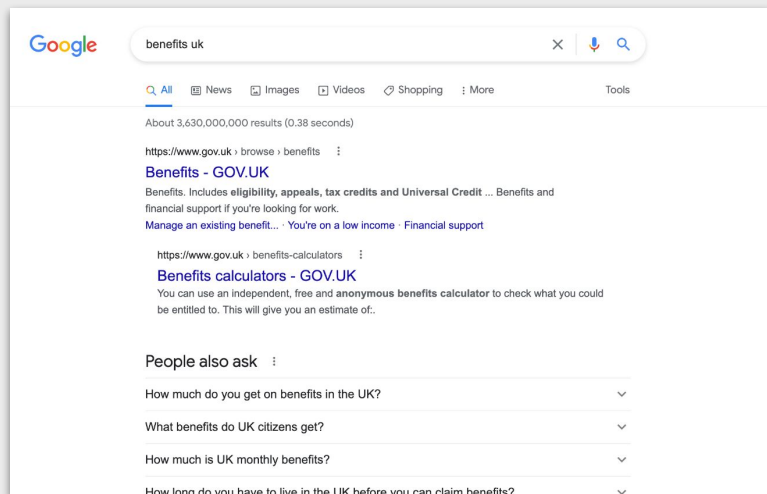 Google
benefits uk
All News Images Videos Shopping More Tools
About 3,630,000,000 results (0.38 seconds)
https://www.gov.uk › browse › benefits
Benefits - GOV.UK
Benefits. Includes eligibility, appeals, tax credits and Universal Credit ... Benefits and
financial support if you're looking for work.
Manage an existing benefit... · You're on a low income · Financial support
https://www.gov.uk › benefits-calculators
Benefits calculators - GOV.UK
You can use an independent, free and anonymous benefits calculator to check what you could
be entitled to. This will give you an estimate of:.
People also ask
How much do you get on benefits in the UK?
What benefits do UK citizens get?
How much is UK monthly benefits?
How long do you have to live in the UK before you can claim benefits?